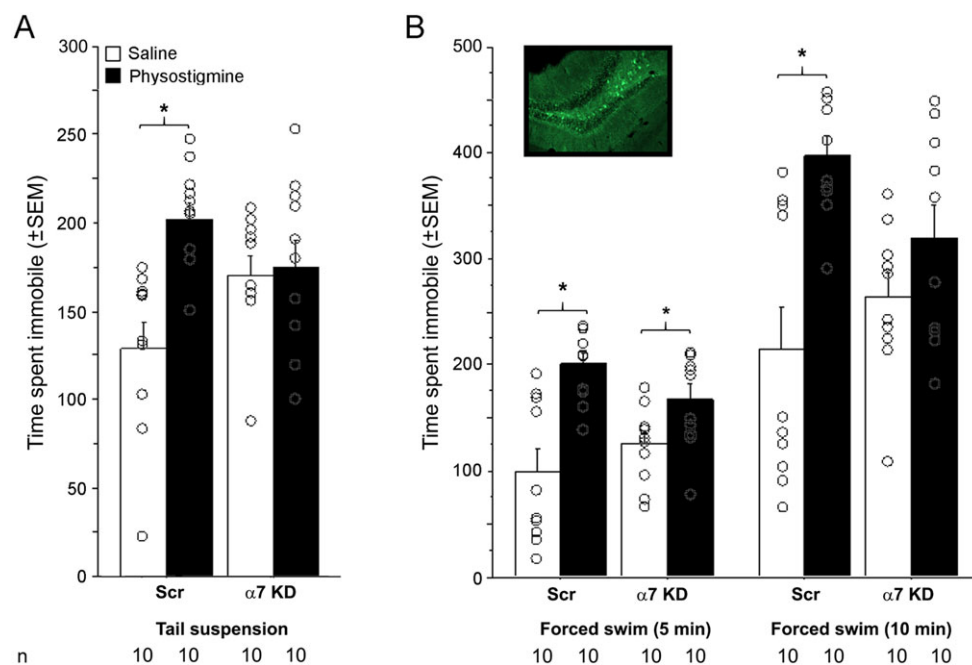 A
Time spent immobile (±SEM)
300
250
200
150
100
50
0
Saline
Physostigmine
*
Scr α7 KD
Tail suspension
n 10 10 10 10
B
Time spent immobile (±SEM)
500
400
300
200
100
0
*
*
*
Scr α7 KD Scr α7 KD
Forced swim (5 min) Forced swim (10 min)
10 10 10 10 10 10 10 10